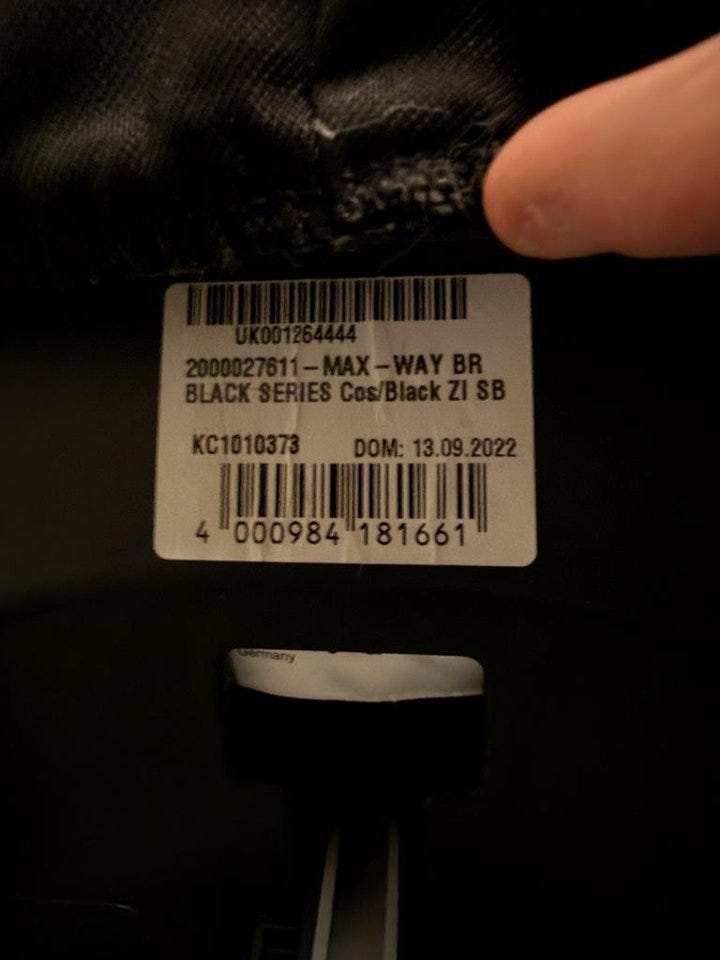 UK001264444
2000027611-MAX-WAY BR
BLACK SERIES Cos/Black ZI SB
KC1010373 DOM: 13.09.2022
4 000984 181661
Germany